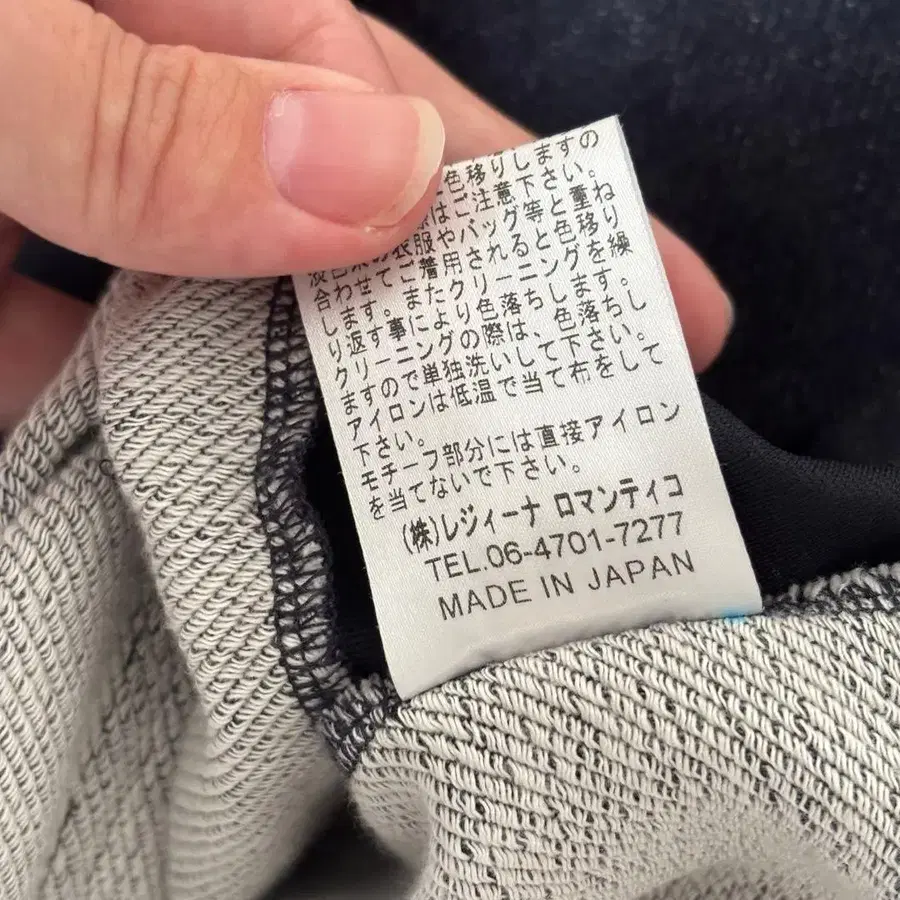 色移りしますの
はご注意下さい。
の衣服やバッグ等と重ね
合わせてご着用されると色移り
します。またクリーニングを繰
り返す事により色落ちします。
クリーニングの際は、色落ちし
ますので単独洗いして下さい。
アイロンは低温で当て布をして
下さい。
モチーフ部分には直接アイロン
を当てないで下さい。
(株)レジィーナ ロマンティコ
TEL.06-4701-7277
MADE IN JAPAN